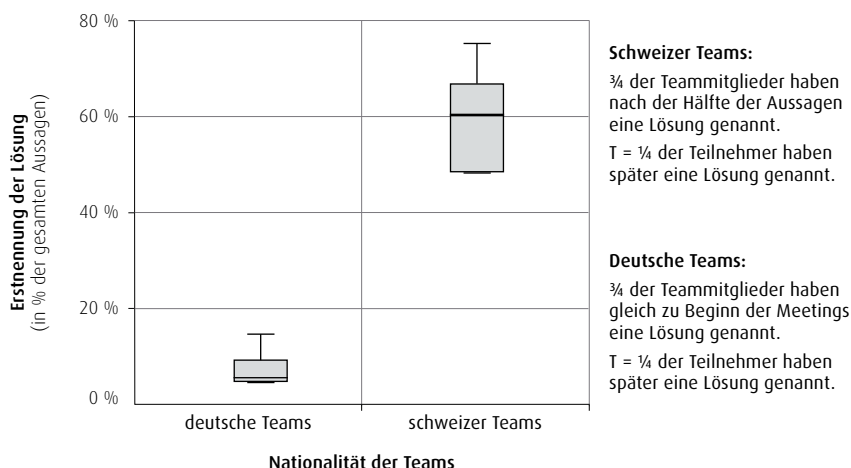 80 %
60 %
40 %
20 %
0 %
Erstnennung der Lösung
(in % der gesamten Aussagen)
deutsche Teams
schweizer Teams
Nationalität der Teams
Schweizer Teams:
¾ der Teammitglieder haben
nach der Hälfte der Aussagen
eine Lösung genannt.
T = ¼ der Teilnehmer haben
später eine Lösung genannt.
Deutsche Teams:
¾ der Teammitglieder haben
gleich zu Beginn der Meetings
eine Lösung genannt.
T = ¼ der Teilnehmer haben
später eine Lösung genannt.